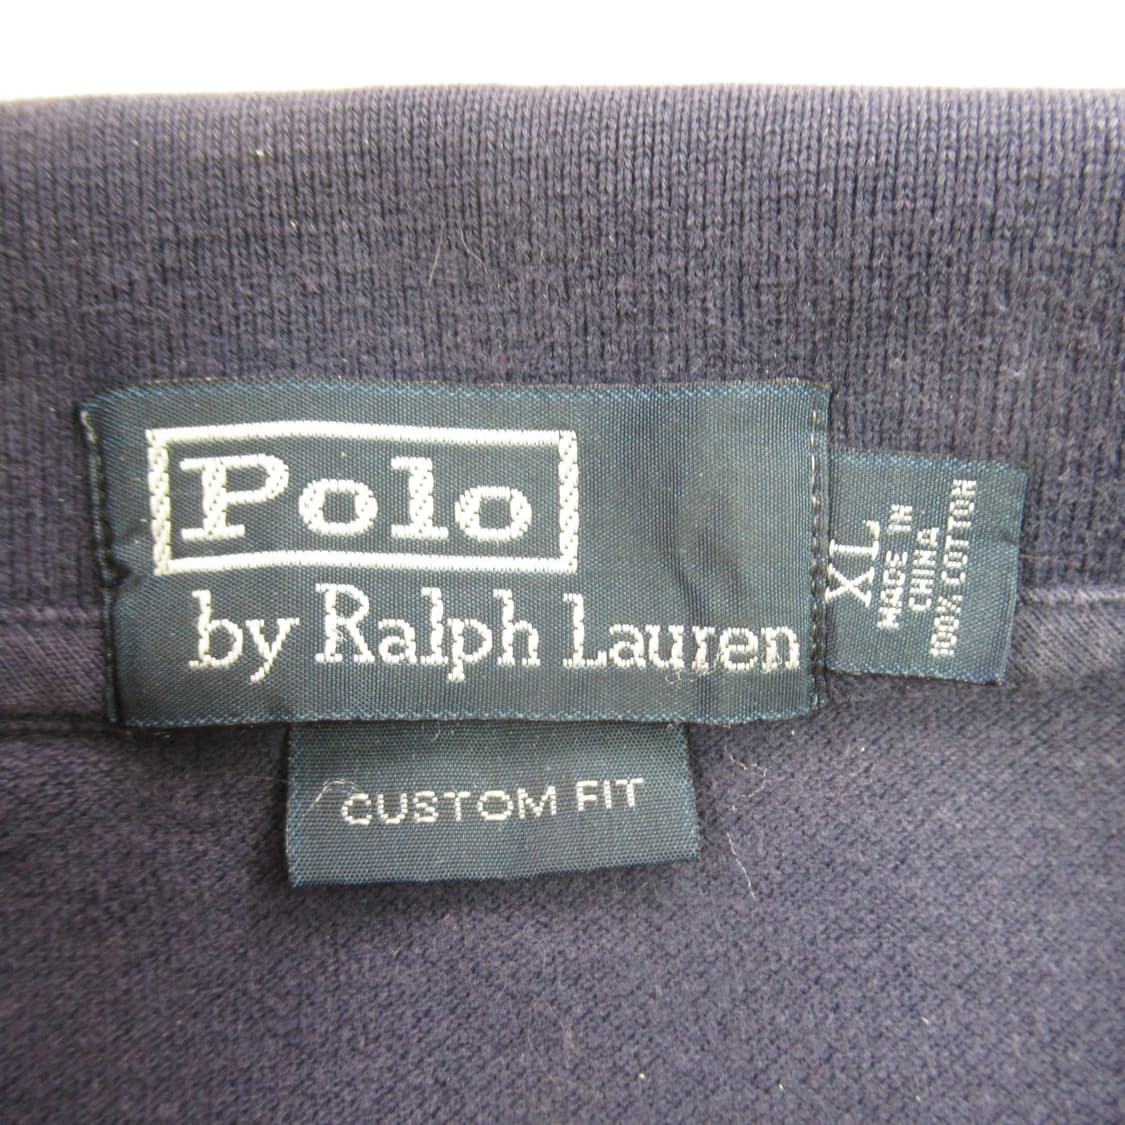 Polo
by Ralph Lauren
XL
MADE IN
CHINA
100% COTTON
CUSTOM FIT